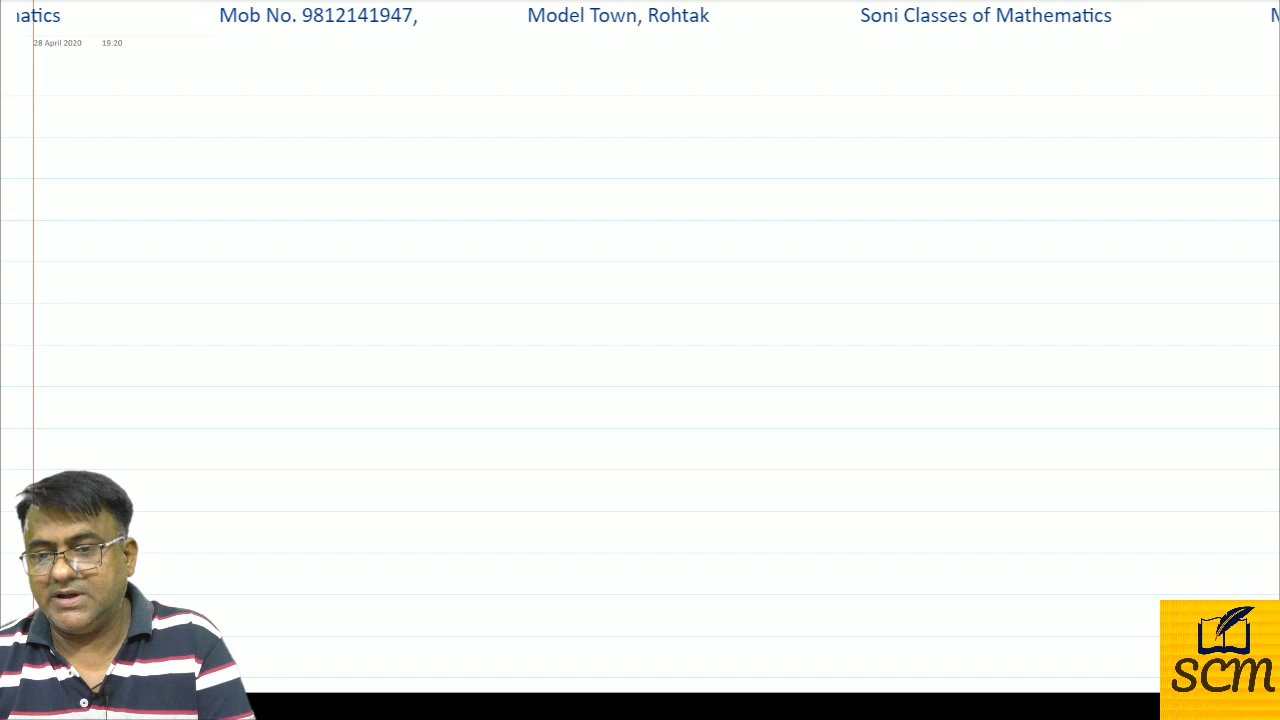 atics Mob No. 9812141947, Model Town, Rohtak Soni Classes of Mathematics M
28 April 2020 19:20
SCM